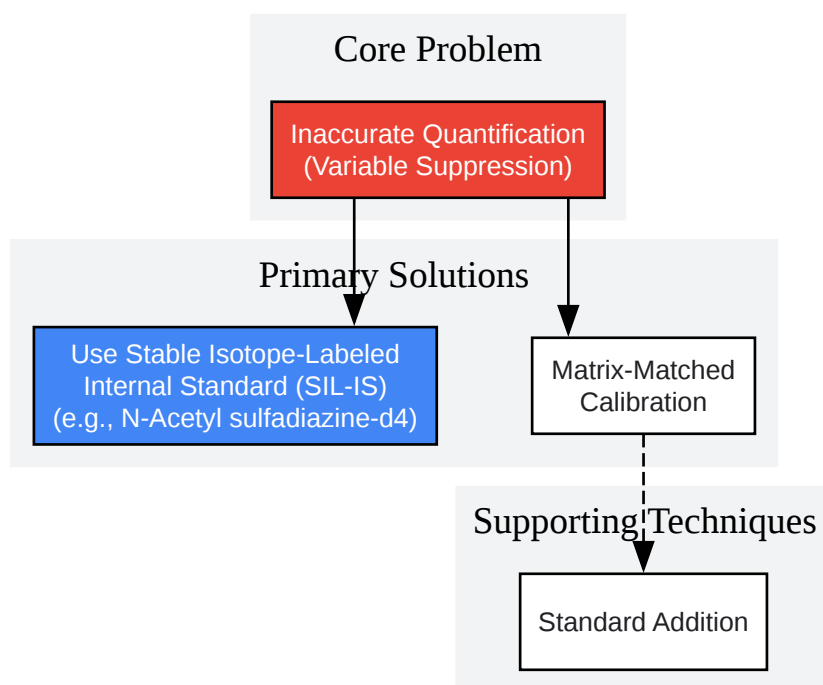 Core Problem
Inaccurate Quantification
(Variable Suppression)
Primary Solutions
Use Stable Isotope-Labeled
Internal Standard (SIL-IS)
(e.g., N-Acetyl sulfadiazine-d4)
Matrix-Matched
Calibration
Supporting Techniques
Standard Addition